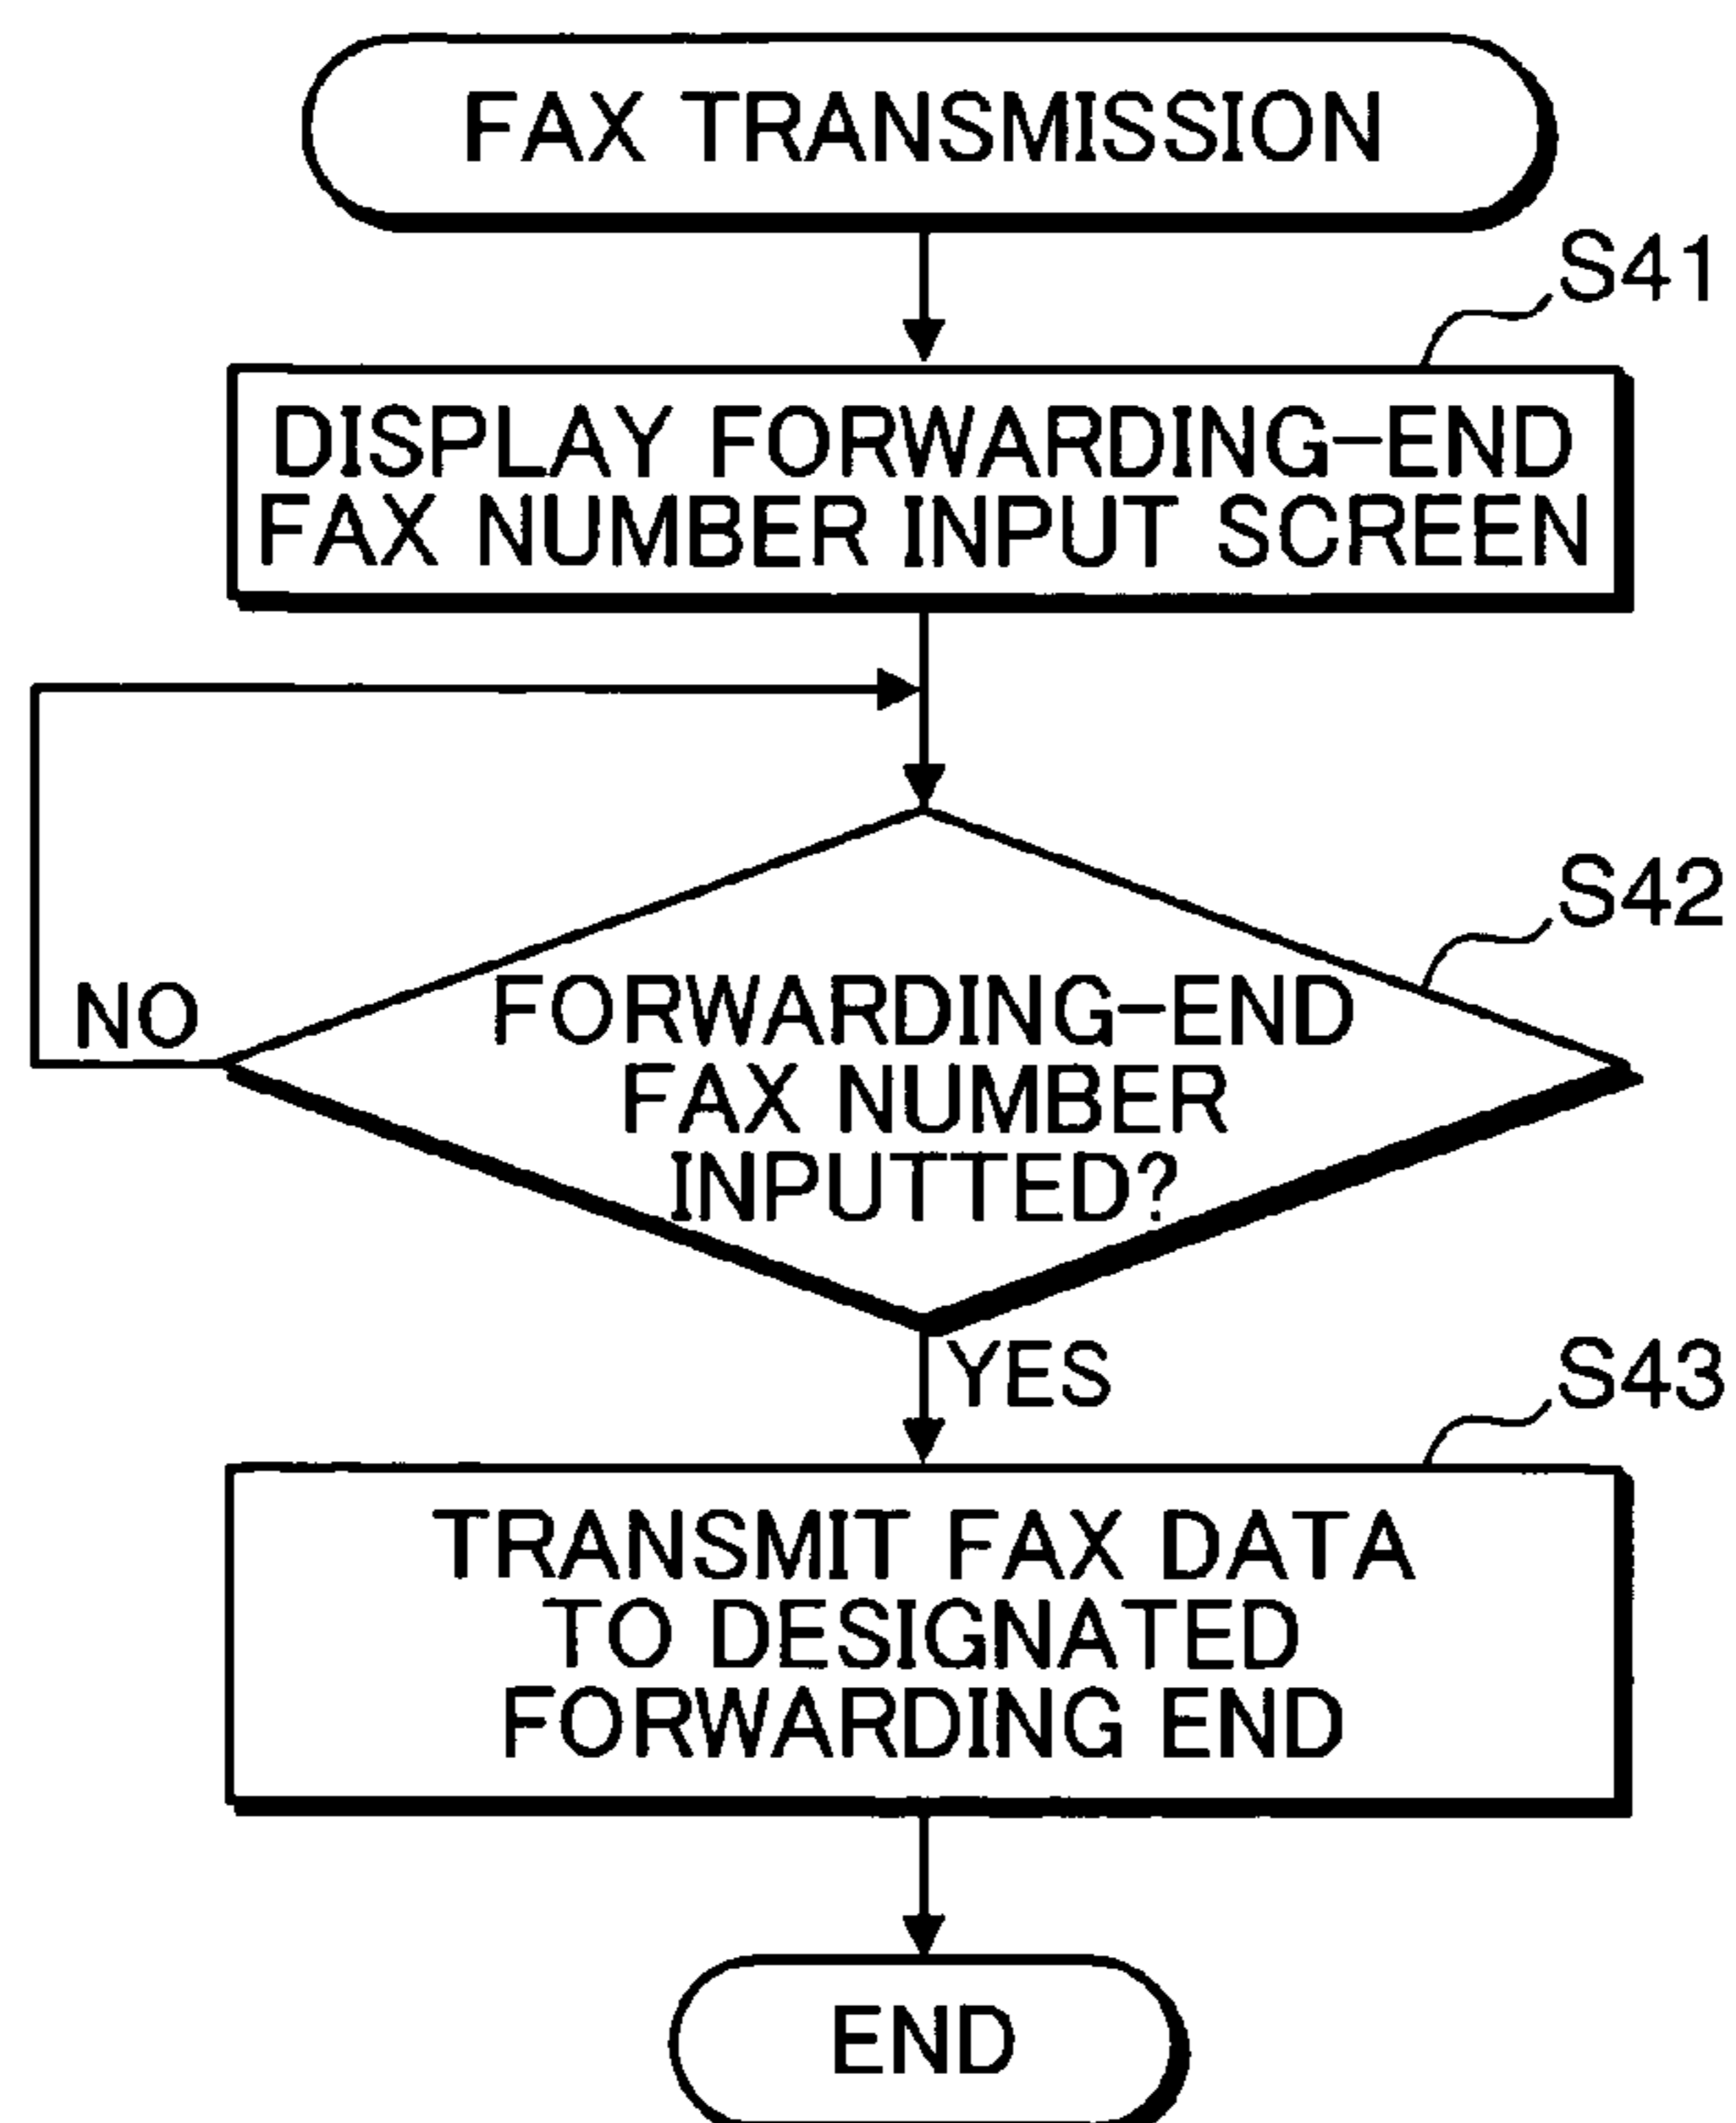 FAX TRANSMISSION
S41
DISPLAY FORWARDING-END
FAX NUMBER INPUT SCREEN
S42
NO
FORWARDING-END
FAX NUMBER
INPUTTED?
YES
S43
TRANSMIT FAX DATA
TO DESIGNATED
FORWARDING END
END